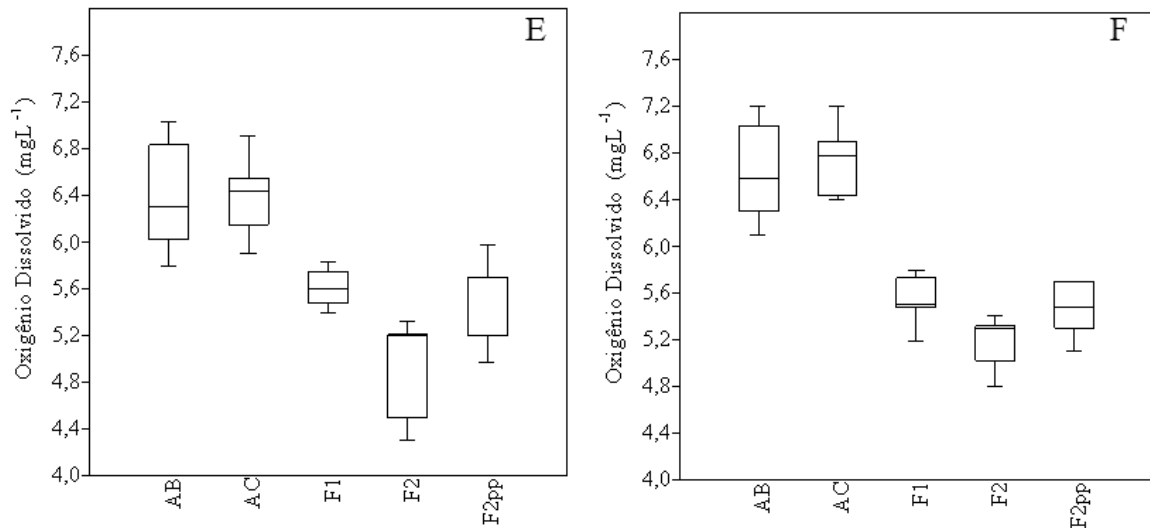 E
Oxigênio Dissolvido (mgL⁻¹)
7,6
7,2
6,8
6,4
6,0
5,6
5,2
4,8
4,4
4,0
AB
AC
F1
F2
F2pp
F
Oxigênio Dissolvido (mgL⁻¹)
7,6
7,2
6,8
6,4
6,0
5,6
5,2
4,8
4,4
4,0
AB
AC
F1
F2
F2pp